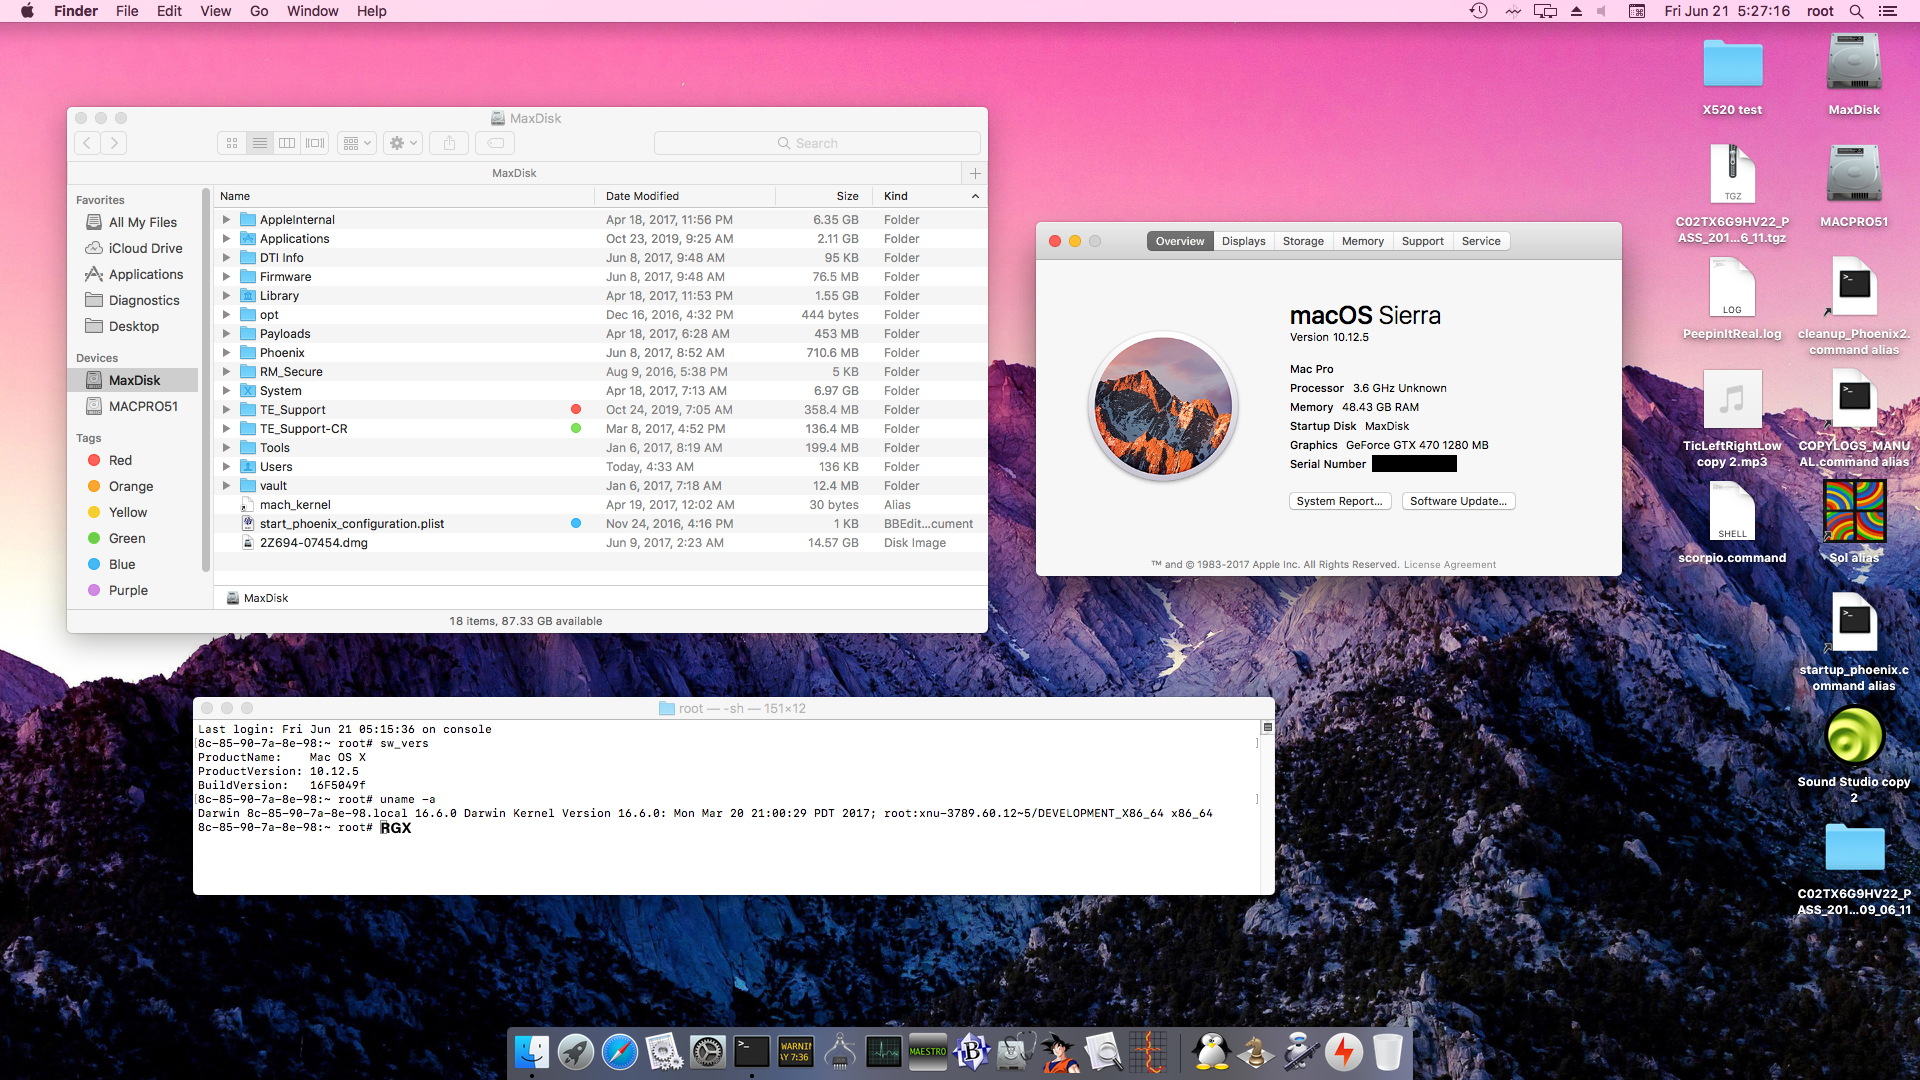 Finder File Edit View Go Window Help
Fri Jun 21 5:27:16 root
MaxDisk
Search
MaxDisk
Name Date Modified Size Kind
Favorites
All My Files
iCloud Drive
Applications
Diagnostics
Desktop
Devices
MaxDisk
MACPRO51
Tags
Red
Orange
Yellow
Green
Blue
Purple
AppleInternal Apr 18, 2017, 11:56 PM 6.35 GB Folder
Applications Oct 23, 2019, 9:25 AM 2.11 GB Folder
DTI Info Jun 8, 2017, 9:48 AM 95 KB Folder
Firmware Jun 8, 2017, 9:48 AM 76.5 MB Folder
Library Apr 18, 2017, 11:53 PM 1.55 GB Folder
opt Dec 16, 2016, 4:32 PM 444 bytes Folder
Payloads Apr 18, 2017, 6:28 AM 453 MB Folder
Phoenix Jun 8, 2017, 8:52 AM 710.6 MB Folder
RM_Secure Aug 9, 2016, 5:38 PM 5 KB Folder
System Apr 18, 2017, 7:13 AM 6.97 GB Folder
TE_Support Oct 24, 2019, 7:05 AM 358.4 MB Folder
TE_Support-CR Mar 8, 2017, 4:52 PM 136.4 MB Folder
Tools Jan 6, 2017, 8:19 AM 199.4 MB Folder
Users Today, 4:33 AM 136 KB Folder
vault Jan 6, 2017, 7:18 AM 12.4 MB Folder
mach_kernel Apr 19, 2017, 12:02 AM 30 bytes Alias
start_phoenix_configuration.plist Nov 24, 2016, 4:16 PM 1 KB BBEdit...cument
2Z694-07454.dmg Jun 9, 2017, 2:23 AM 14.57 GB Disk Image
MaxDisk
18 items, 87.33 GB available
Overview Displays Storage Memory Support Service
macOS Sierra
Version 10.12.5
Mac Pro
Processor 3.6 GHz Unknown
Memory 48.43 GB RAM
Startup Disk MaxDisk
Graphics GeForce GTX 470 1280 MB
Serial Number
System Report...
Software Update...
™ and © 1983-2017 Apple Inc. All Rights Reserved. License Agreement
root — -sh — 151×12
Last login: Fri Jun 21 05:15:36 on console
[8c-85-90-7a-8e-98:~ root# sw_vers ]
ProductName: Mac OS X
ProductVersion: 10.12.5
BuildVersion: 16F5049f
[8c-85-90-7a-8e-98:~ root# uname -a ]
Darwin 8c-85-90-7a-8e-98.local 16.6.0 Darwin Kernel Version 16.6.0: Mon Mar 20 21:00:29 PDT 2017; root:xnu-3789.60.12~5/DEVELOPMENT_X86_64 x86_64
8c-85-90-7a-8e-98:~ root# RGX
X520 test
MaxDisk
TGZ
C02TX6G9HV22_P
ASS_201...6_11.tgz
MACPRO51
LOG
PeepinItReal.log
cleanup_Phoenix2.
command alias
TicLeftRightLow
copy 2.mp3
COPYLOGS_MANU
AL.command alias
SHELL
scorpio.command
Sol alias
startup_phoenix.c
ommand alias
Sound Studio copy
2
C02TX6G9HV22_P
ASS_201...09_06_11
WARNIN
AY 7:36
MAESTRO
B